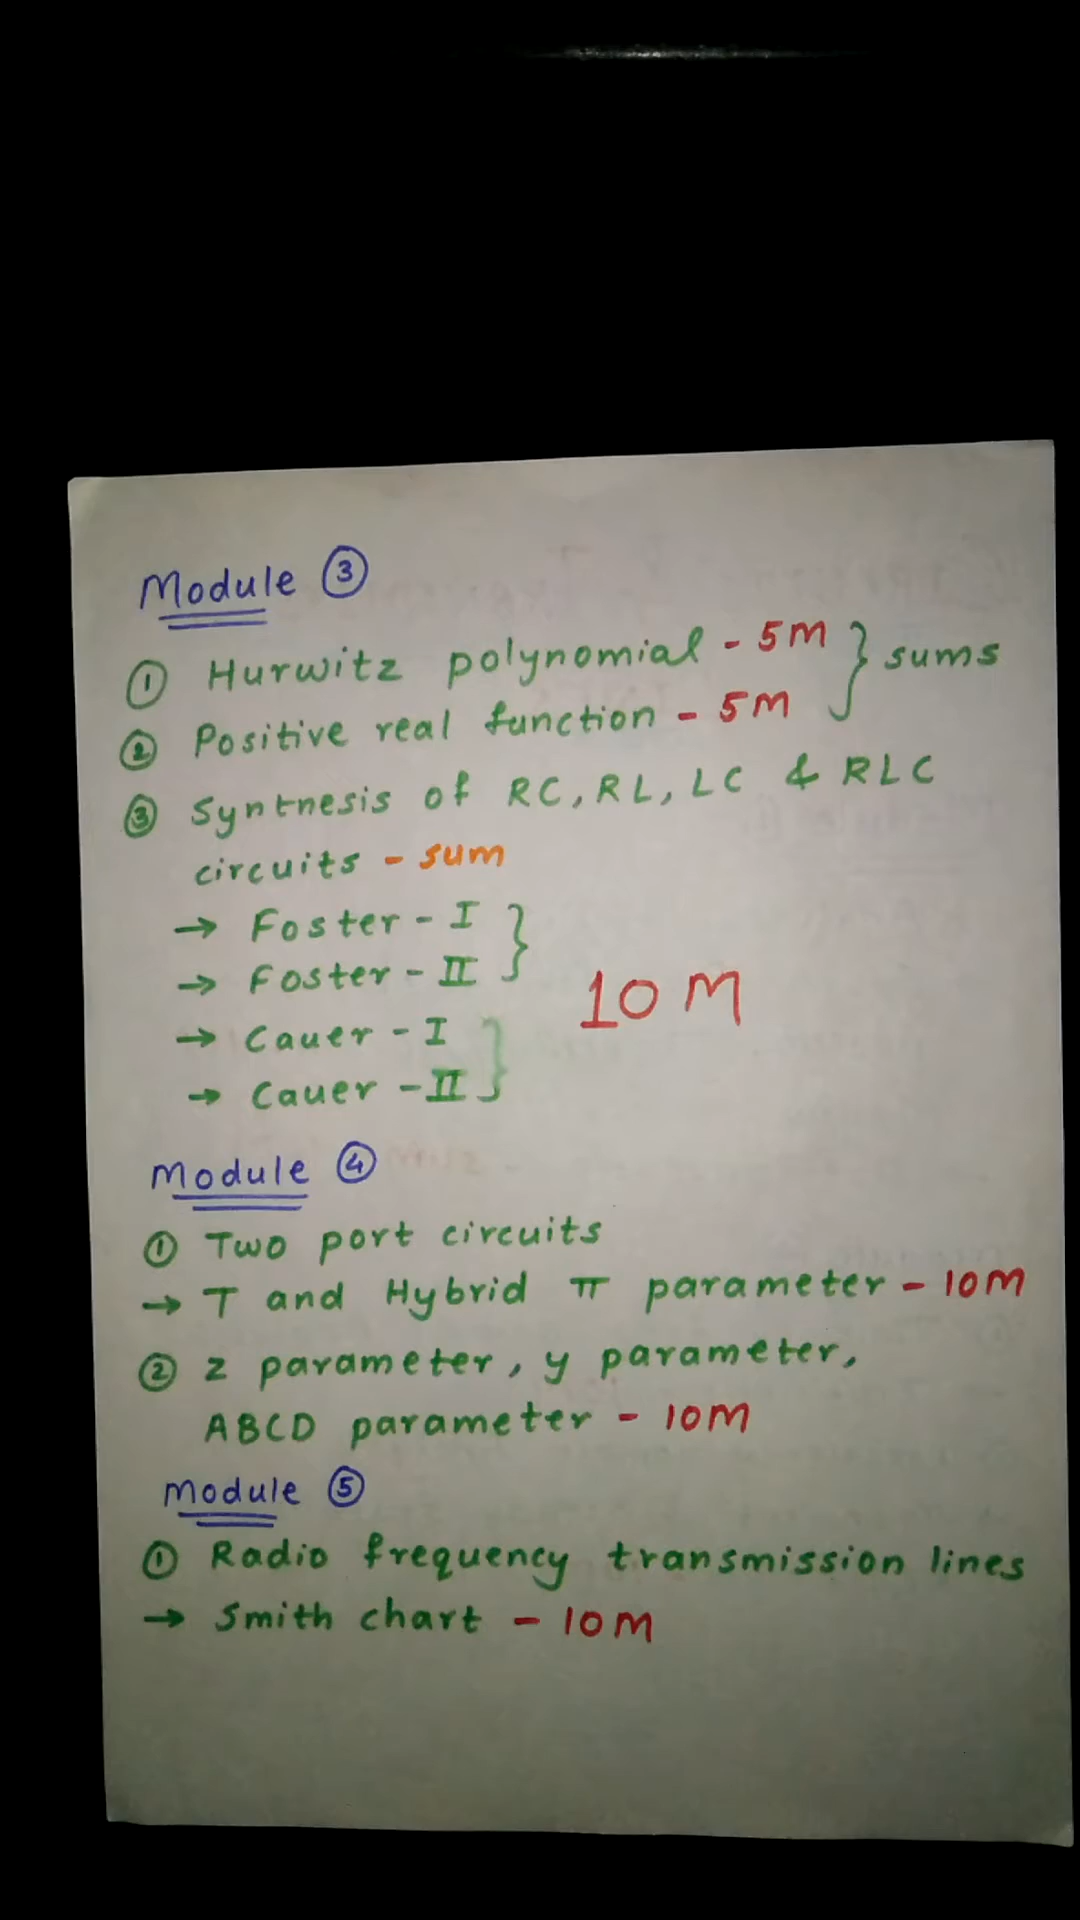 Module ③
① Hurwitz polynomial - 5M } sums
② Positive real function - 5M
③ Syntnesis of RC, RL, LC & RLC
circuits - sum
→ Foster - I }
→ Foster - II
10 M
→ Cauer - I }
→ Cauer - II
Module ④
① Two port circuits
→ T and Hybrid π parameter - 10M
② z parameter, y parameter,
ABCD parameter - 10M
Module ⑤
① Radio frequency transmission lines
→ Smith chart - 10M